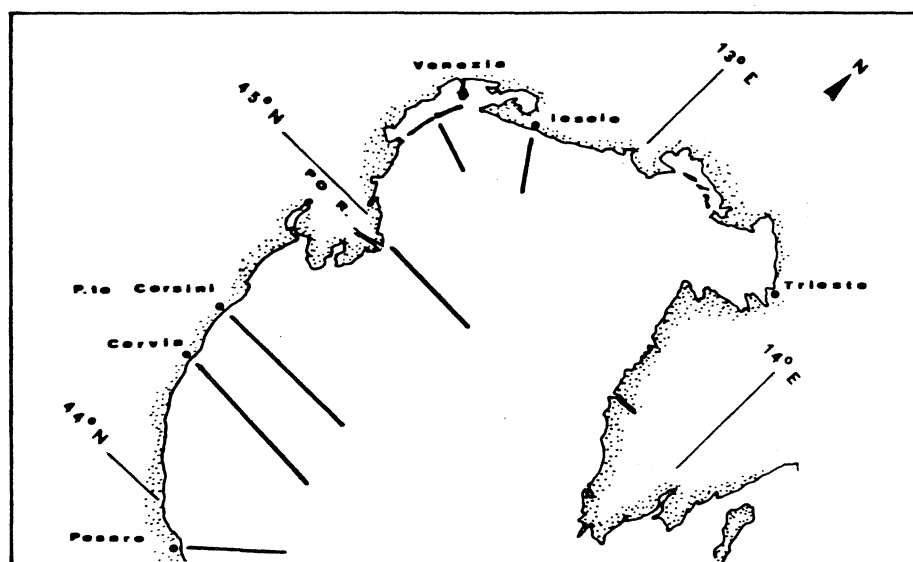 Venezia
13° E
N
45° N
Iesolo
PO R.
P.to Corsini
Trieste
Cervia
14° E
44° N
Pesaro